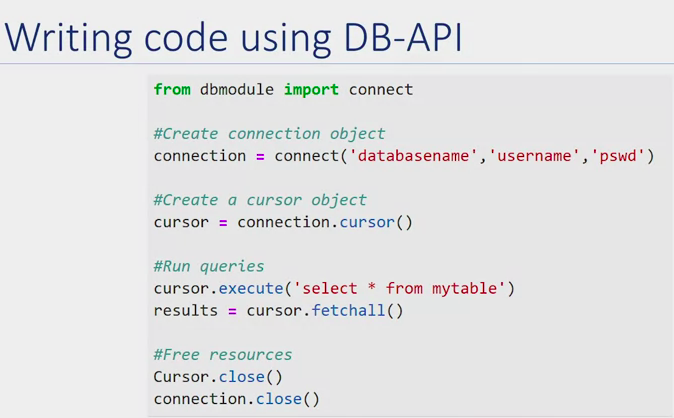 Writing code using DB-API
from dbmodule import connect
#Create connection object
connection = connect('databasename','username','pswd')
#Create a cursor object
cursor = connection.cursor()
#Run queries
cursor.execute('select * from mytable')
results = cursor.fetchall()
#Free resources
Cursor.close()
connection.close()